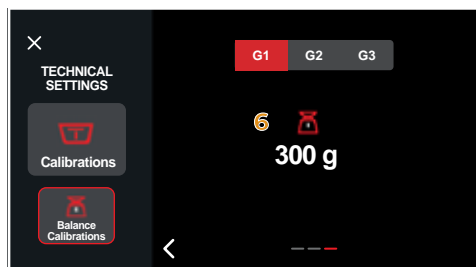 TECHNICAL
SETTINGS
Calibrations
Balance
Calibrations
G1 G2 G3
6
300 g